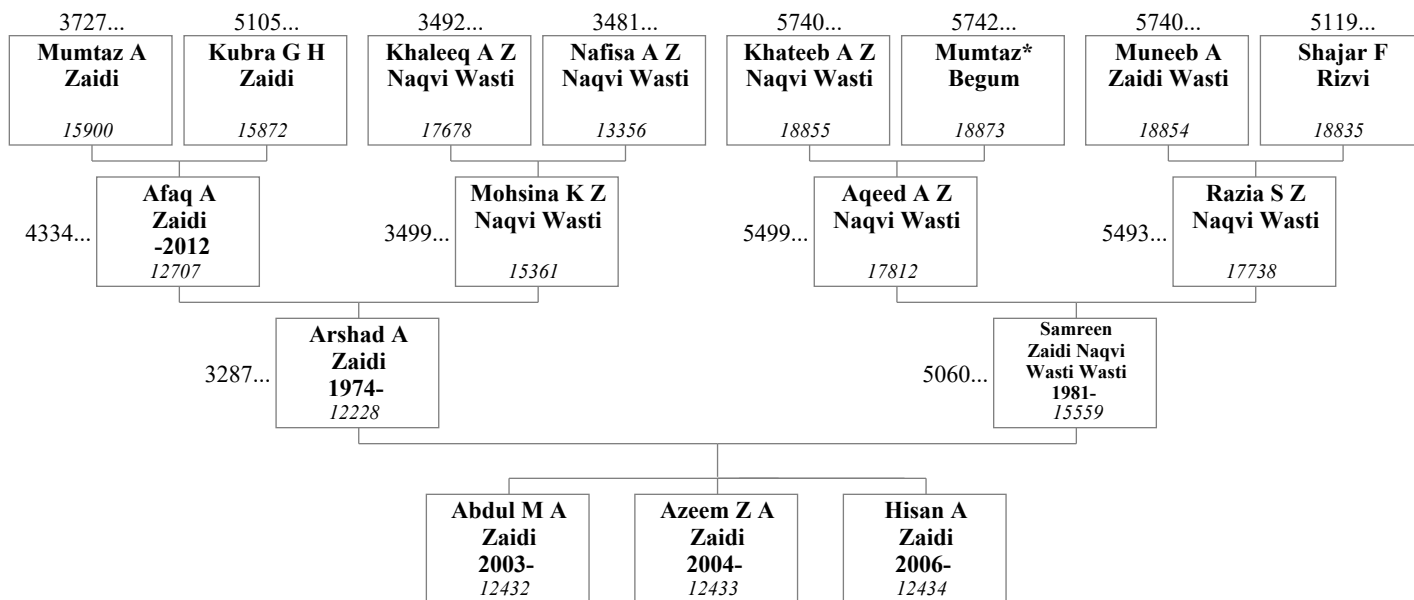 3727... 5105... 3492... 3481... 5740... 5742... 5740... 5119...
Mumtaz A
Zaidi
15900
Kubra G H
Zaidi
15872
Khaleeq A Z
Naqvi Wasti
17678
Nafisa A Z
Naqvi Wasti
13356
Khateeb A Z
Naqvi Wasti
18855
Mumtaz*
Begum
18873
Muneeb A
Zaidi Wasti
18854
Shajar F
Rizvi
18835
4334...
Afaq A
Zaidi
-2012
12707
3499...
Mohsina K Z
Naqvi Wasti
15361
5499...
Aqeed A Z
Naqvi Wasti
17812
5493...
Razia S Z
Naqvi Wasti
17738
3287...
Arshad A
Zaidi
1974-
12228
5060...
Samreen
Zaidi Naqvi
Wasti Wasti
1981-
15559
Abdul M A
Zaidi
2003-
12432
Azeem Z A
Zaidi
2004-
12433
Hisan A
Zaidi
2006-
12434